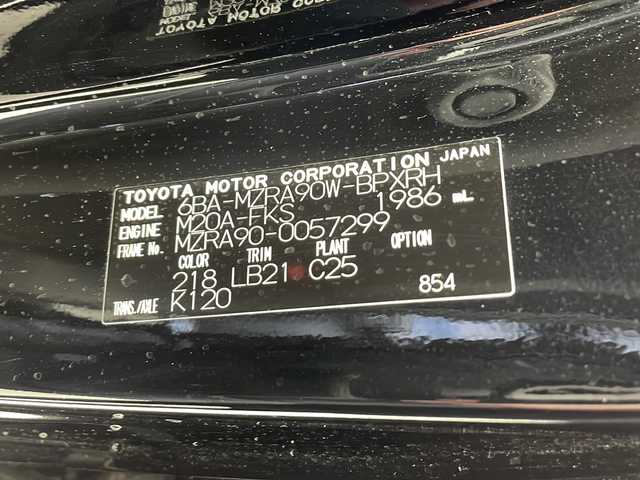 TOYOTA MOTOR CORPORATION JAPAN
MODEL 6BA-MZRA90W-BPXRH
ENGINE M20A-FKS 1986 mL
FRAME No. MZRA90-0057299
COLOR TRIM PLANT OPTION
218 LB21 C25
TRANS./AXLE K120 854